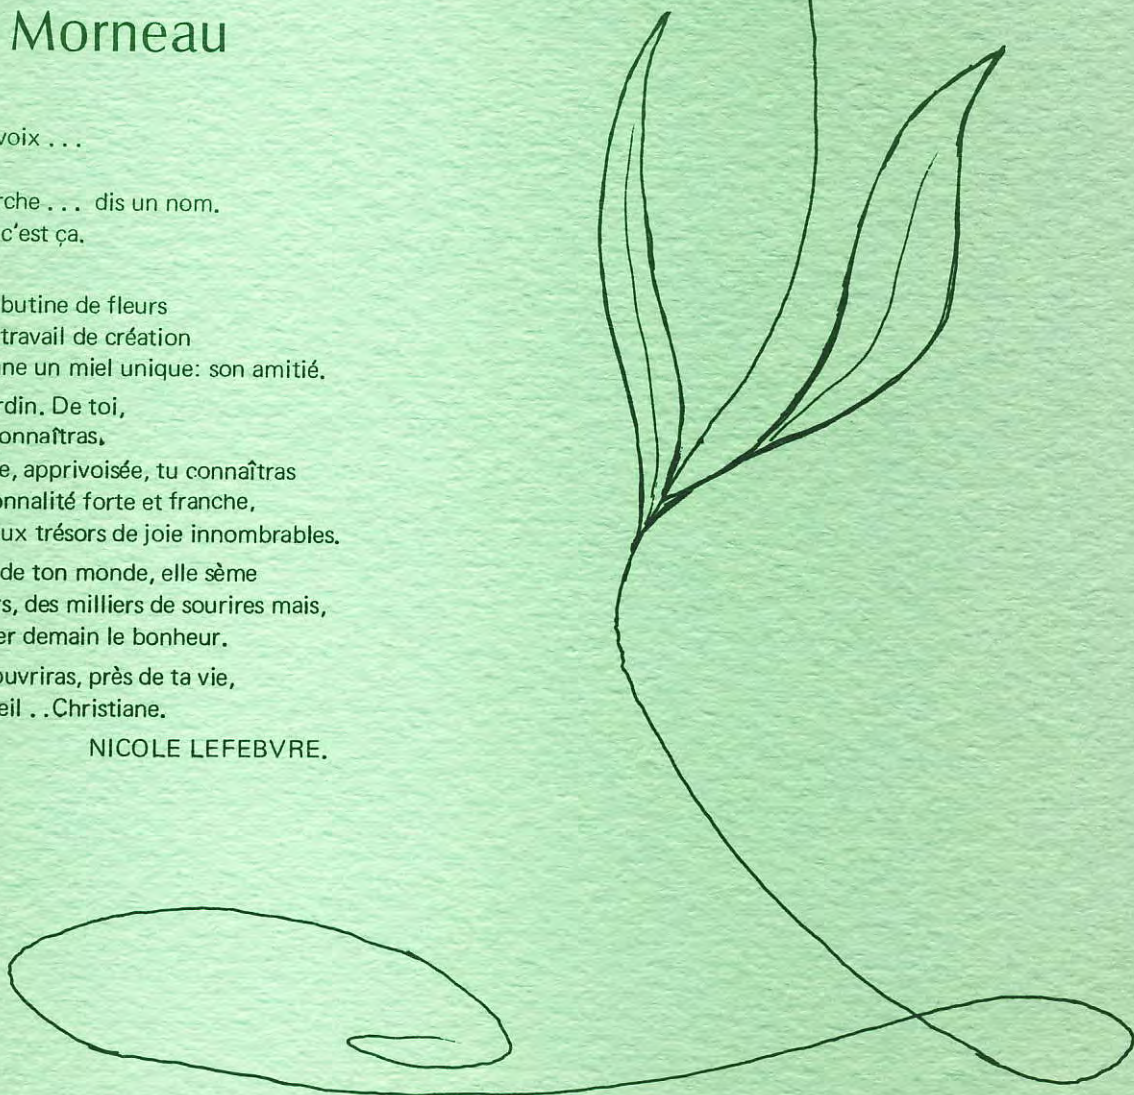 Morneau
voix ...
rche ... dis un nom.
c'est ça.
butine de fleurs
travail de création
ne un miel unique: son amitié.
rdin. De toi,
onnaîtras.
e, apprivoisée, tu connaîtras
onnalité forte et franche,
ux trésors de joie innombrables.
de ton monde, elle sème
rs, des milliers de sourires mais,
er demain le bonheur.
ouvriras, près de ta vie,
eil . . Christiane.
NICOLE LEFEBVRE.